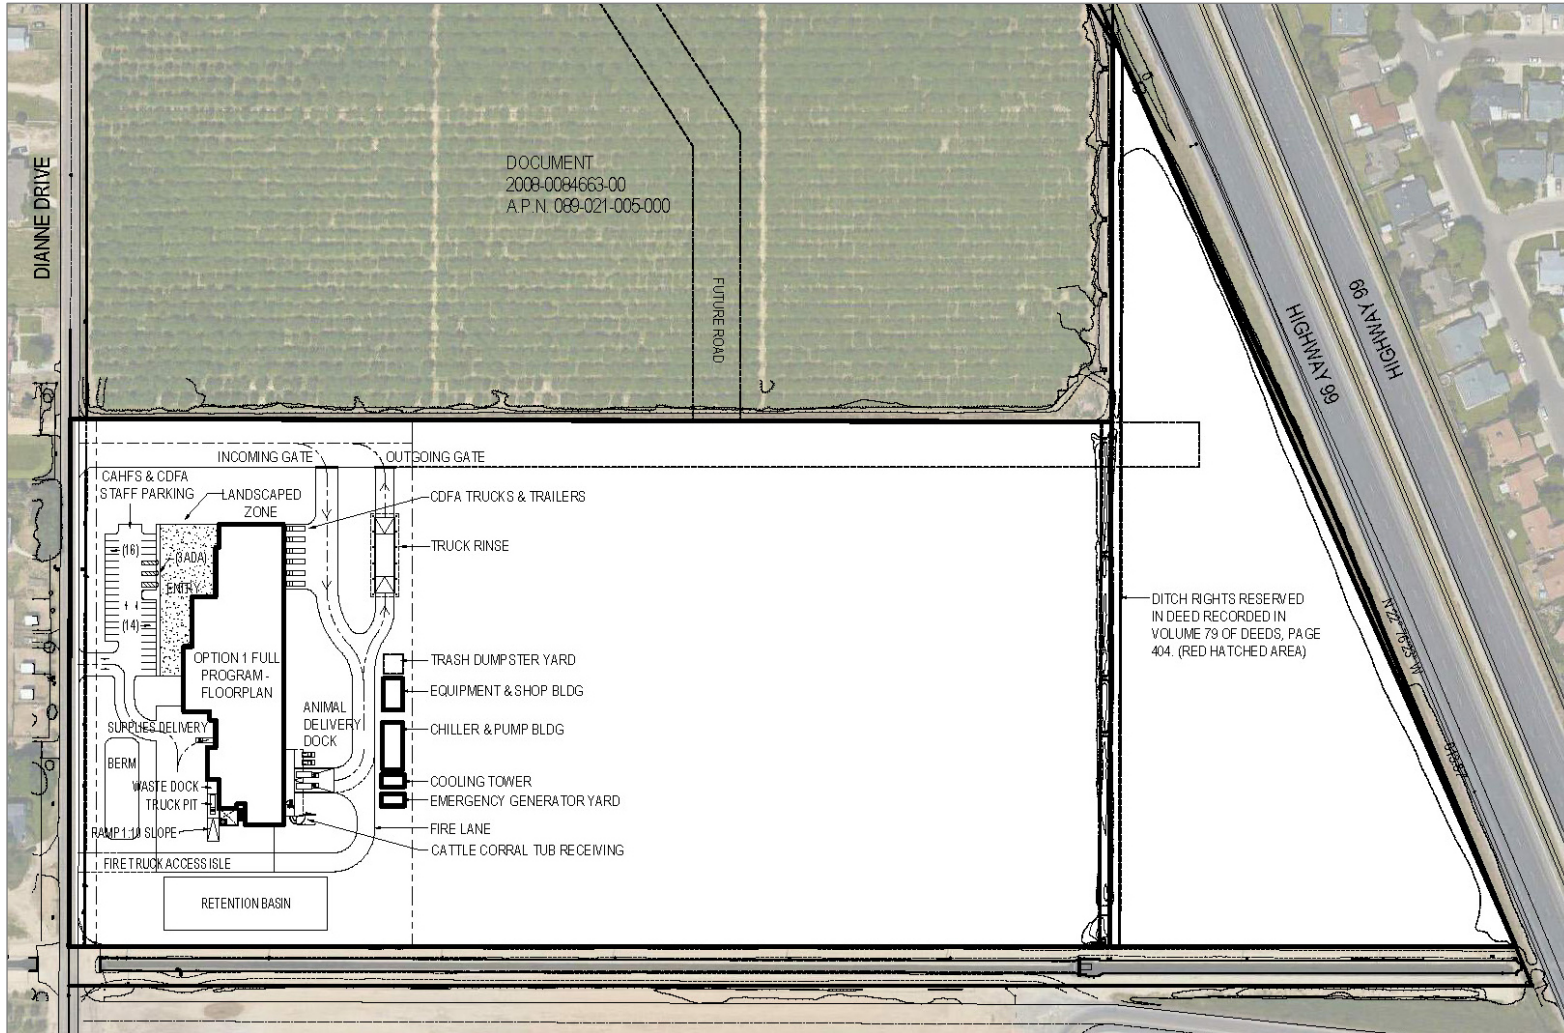 DIANNE DRIVE
DOCUMENT
2008-0084663-00
A.P.N. 089-021-005-000
FUTURE ROAD
HIGHWAY 99
HIGHWAY 99
INCOMING GATE
OUTGOING GATE
CAHFS & CDFA
STAFF PARKING
LANDSCAPED
ZONE
CDFA TRUCKS & TRAILERS
TRUCK RINSE
(16)
(3ADA)
ENTRY
(14)
OPTION 1 FULL
PROGRAM -
FLOORPLAN
TRASH DUMPSTER YARD
EQUIPMENT & SHOP BLDG
ANIMAL
DELIVERY
DOCK
SUPPLIES DELIVERY
CHILLER & PUMP BLDG
BERM
WASTE DOCK
TRUCK PIT
COOLING TOWER
EMERGENCY GENERATOR YARD
RAMP 1:10 SLOPE
FIRE LANE
CATTLE CORRAL TUB RECEIVING
FIRE TRUCK ACCESS ISLE
RETENTION BASIN
DITCH RIGHTS RESERVED
IN DEED RECORDED IN
VOLUME 79 OF DEEDS, PAGE
404. (RED HATCHED AREA)